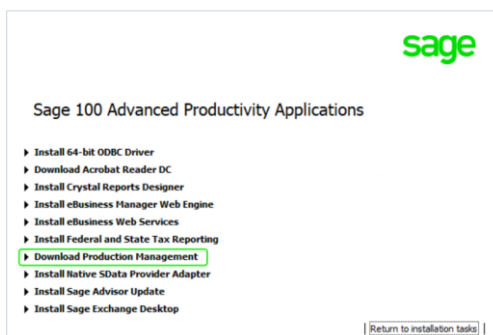 sage
Sage 100 Advanced Productivity Applications
Install 64-bit ODBC Driver
Download Acrobat Reader DC
Install Crystal Reports Designer
Install eBusiness Manager Web Engine
Install eBusiness Web Services
Install Federal and State Tax Reporting
Download Production Management
Install Native SData Provider Adapter
Install Sage Advisor Update
Install Sage Exchange Desktop
| Return to installation tasks |